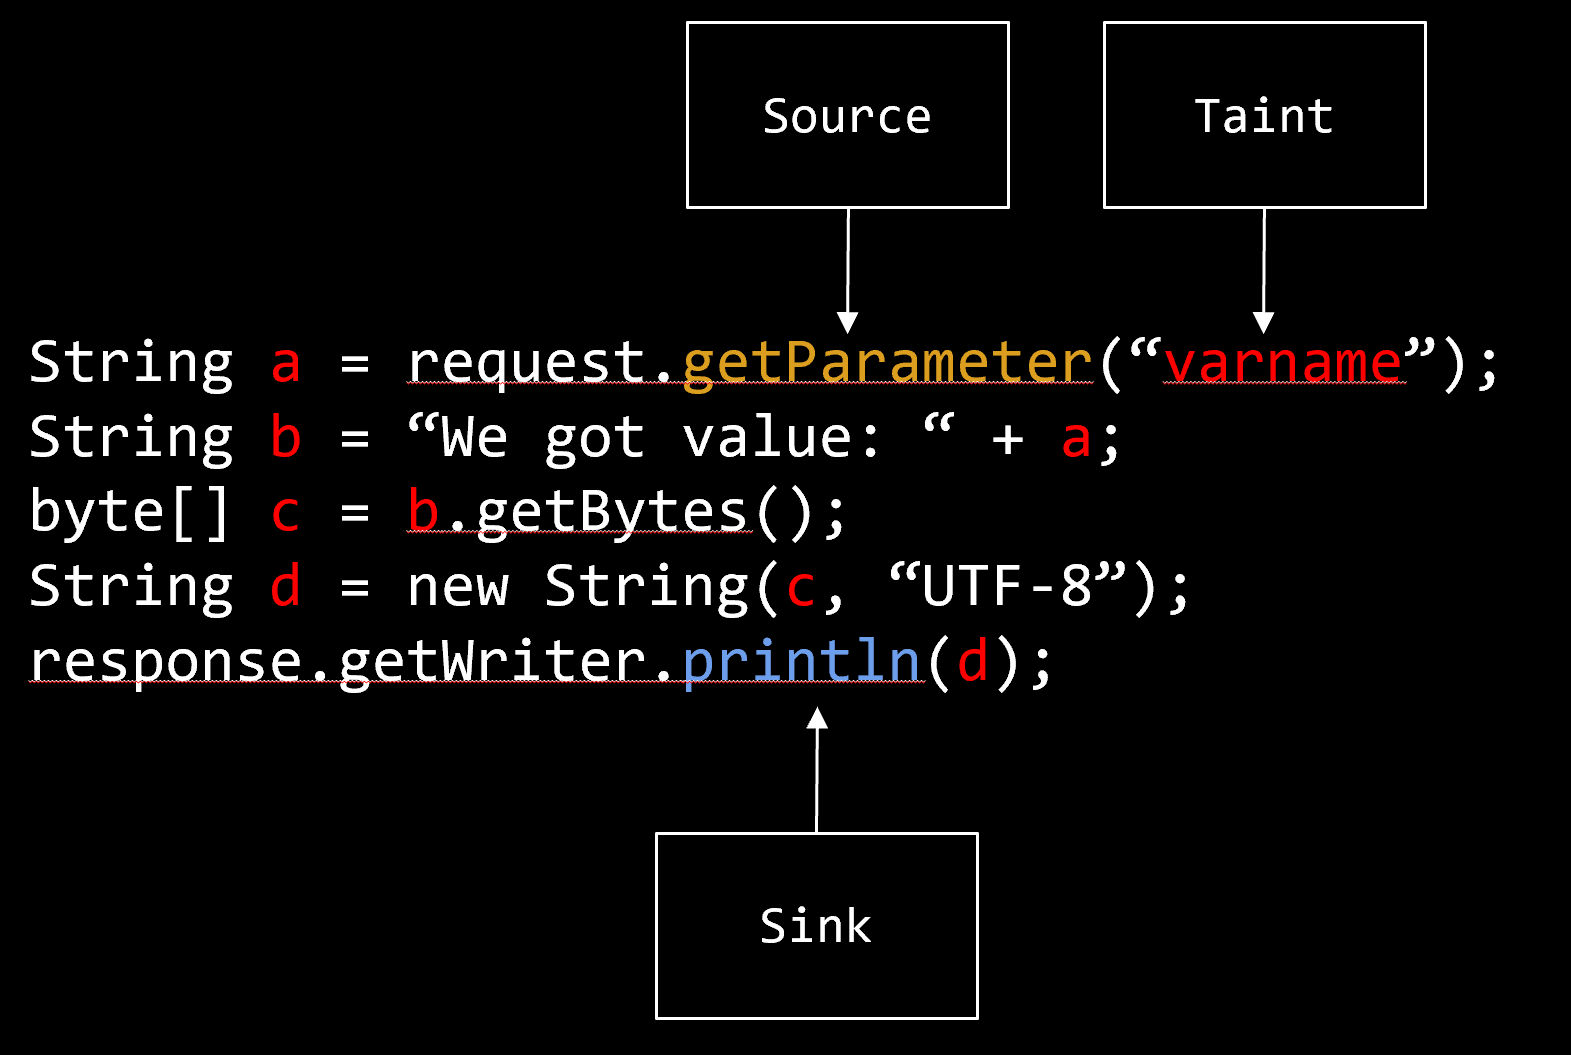 Source
Taint
String a = request.getParameter(“varname”);
String b = “We got value: “ + a;
byte[] c = b.getBytes();
String d = new String(c, “UTF-8”);
response.getWriter.println(d);
Sink